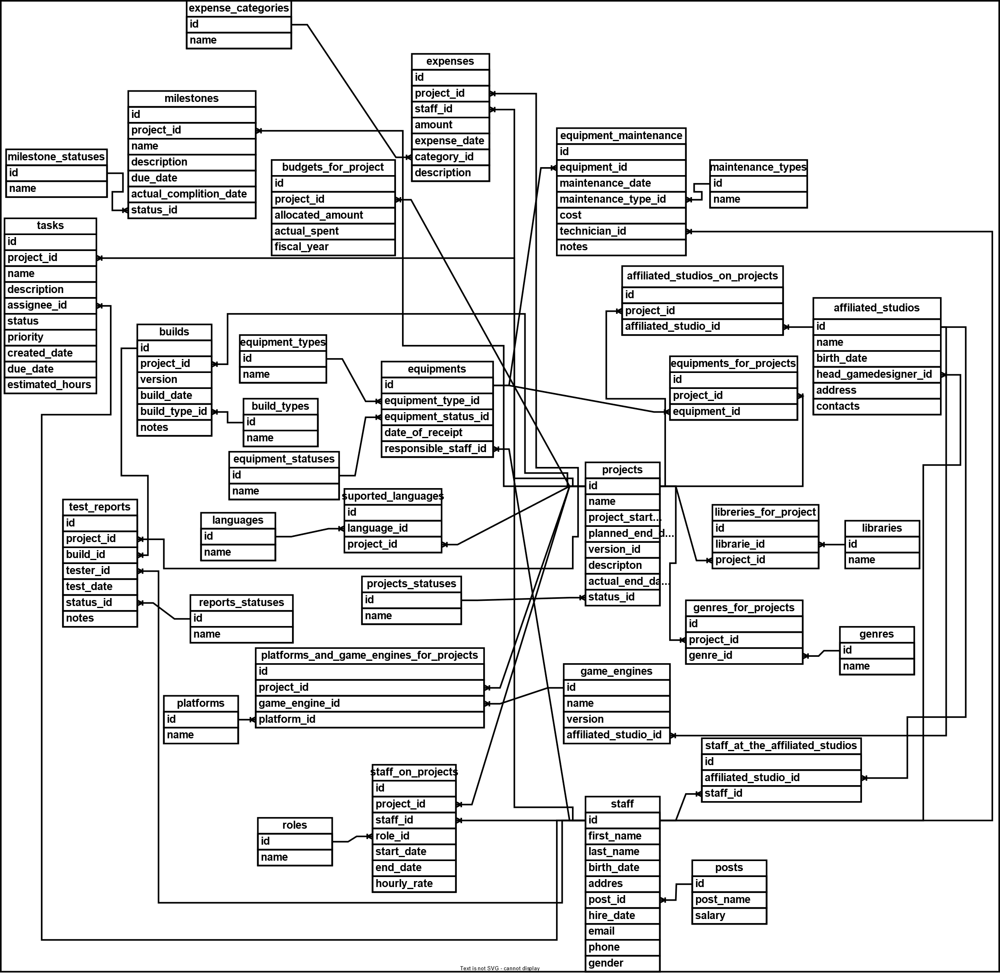 expense_categories
id
name
expenses
id
project_id
staff_id
amount
expense_date
category_id
description
milestones
id
project_id
name
description
due_date
actual_complition_date
status_id
equipment_maintenance
id
equipment_id
maintenance_date
maintenance_type_id
cost
technician_id
notes
milestone_statuses
id
name
budgets_for_project
id
project_id
allocated_amount
actual_spent
fiscal_year
maintenance_types
id
name
tasks
id
project_id
name
description
assignee_id
status
priority
created_date
due_date
estimated_hours
affiliated_studios_on_projects
id
project_id
affiliated_studio_id
affiliated_studios
id
name
birth_date
head_gamedesigner_id
address
contacts
builds
id
project_id
version
build_date
build_type_id
notes
equipment_types
id
name
equipments
id
equipment_type_id
equipment_status_id
date_of_receipt
responsible_staff_id
equipments_for_projects
id
project_id
equipment_id
build_types
id
name
equipment_statuses
id
name
projects
id
name
project_start...
planned_end_d...
version_id
descripton
actual_end_da...
status_id
suported_languages
id
language_id
project_id
test_reports
id
project_id
build_id
tester_id
test_date
status_id
notes
languages
id
name
libreries_for_project
id
librarie_id
project_id
libraries
id
name
projects_statuses
id
name
reports_statuses
id
name
genres_for_projects
id
project_id
genre_id
genres
id
name
platforms_and_game_engines_for_projects
id
project_id
game_engine_id
platform_id
game_engines
id
name
version
affiliated_studio_id
platforms
id
name
staff_at_the_affiliated_studios
id
affiliated_studio_id
staff_id
staff_on_projects
id
project_id
staff_id
role_id
start_date
end_date
hourly_rate
staff
id
first_name
last_name
birth_date
addres
post_id
hire_date
email
phone
gender
roles
id
name
posts
id
post_name
salary
Text is not SVG - cannot display